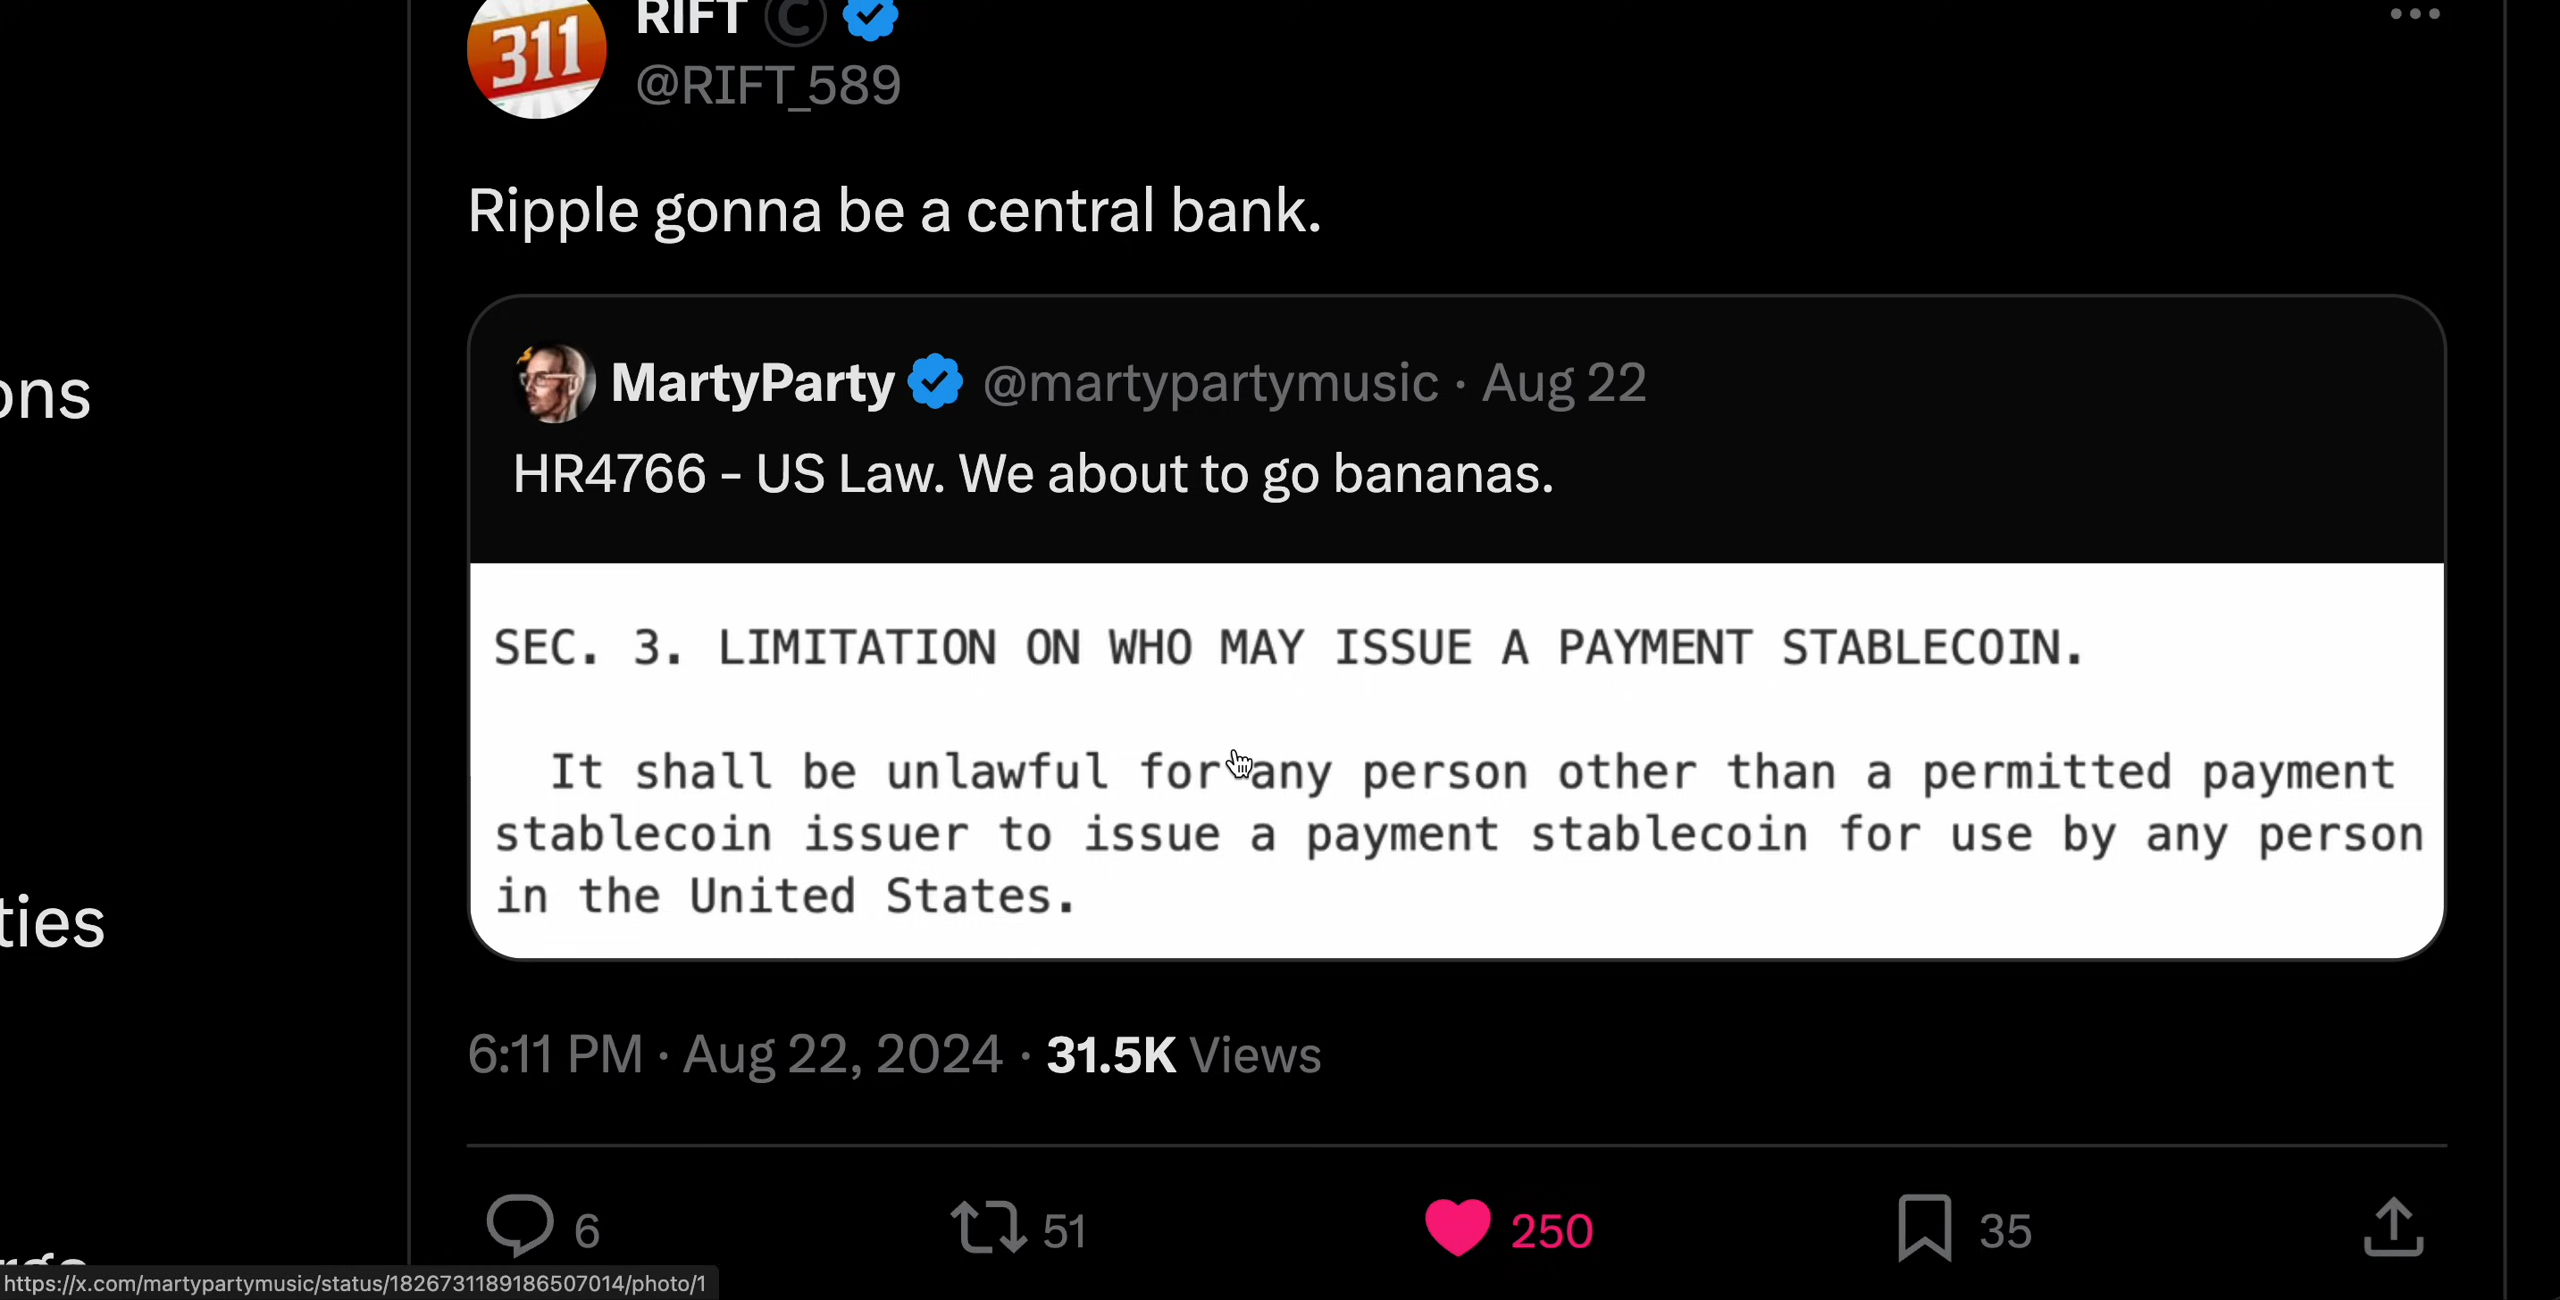 311
RIFT
@RIFT_589
Ripple gonna be a central bank.
MartyParty @martypartymusic · Aug 22
HR4766 - US Law. We about to go bananas.
SEC. 3. LIMITATION ON WHO MAY ISSUE A PAYMENT STABLECOIN.
It shall be unlawful for any person other than a permitted payment
stablecoin issuer to issue a payment stablecoin for use by any person
in the United States.
6:11 PM · Aug 22, 2024 · 31.5K Views
6 51 250 35
ons
ties
https://x.com/martypartymusic/status/1826731189186507014/photo/1